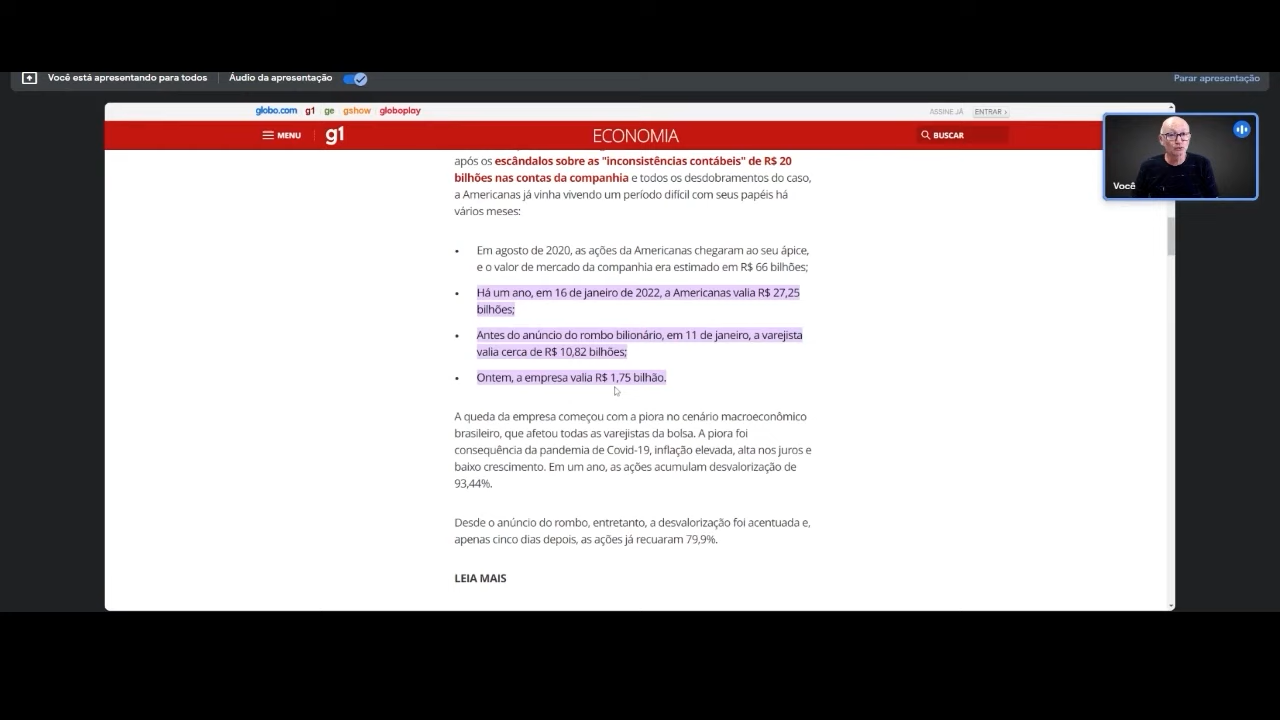 Você está apresentando para todos
Áudio da apresentação
Parar apresentação
globo.com g1 ge gshow globoplay
ASSINE JÁ ENTRAR ›
MENU g1 ECONOMIA BUSCAR
Você
após os escândalos sobre as "inconsistências contábeis" de R$ 20
bilhões nas contas da companhia e todos os desdobramentos do caso,
a Americanas já vinha vivendo um período difícil com seus papéis há
vários meses:
• Em agosto de 2020, as ações da Americanas chegaram ao seu ápice,
e o valor de mercado da companhia era estimado em R$ 66 bilhões;
• Há um ano, em 16 de janeiro de 2022, a Americanas valia R$ 27,25
bilhões;
• Antes do anúncio do rombo bilionário, em 11 de janeiro, a varejista
valia cerca de R$ 10,82 bilhões;
• Ontem, a empresa valia R$ 1,75 bilhão.
A queda da empresa começou com a piora no cenário macroeconômico
brasileiro, que afetou todas as varejistas da bolsa. A piora foi
consequência da pandemia de Covid-19, inflação elevada, alta nos juros e
baixo crescimento. Em um ano, as ações acumulam desvalorização de
93,44%.
Desde o anúncio do rombo, entretanto, a desvalorização foi acentuada e,
apenas cinco dias depois, as ações já recuaram 79,9%.
LEIA MAIS